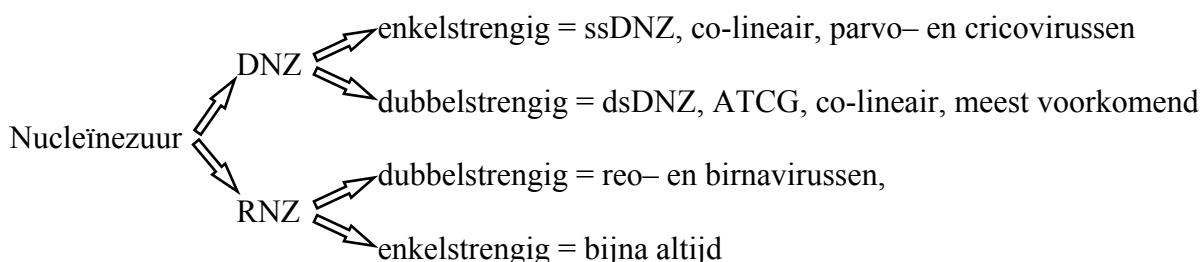 enkelstrengig = ssDNZ, co-lineair, parvo– en cricovirussen
DNZ
dubbelstrengig = dsDNZ, ATCG, co-lineair, meest voorkomend
Nucleïnezuur
dubbelstrengig = reo– en birnavirussen,
RNZ
enkelstrengig = bijna altijd